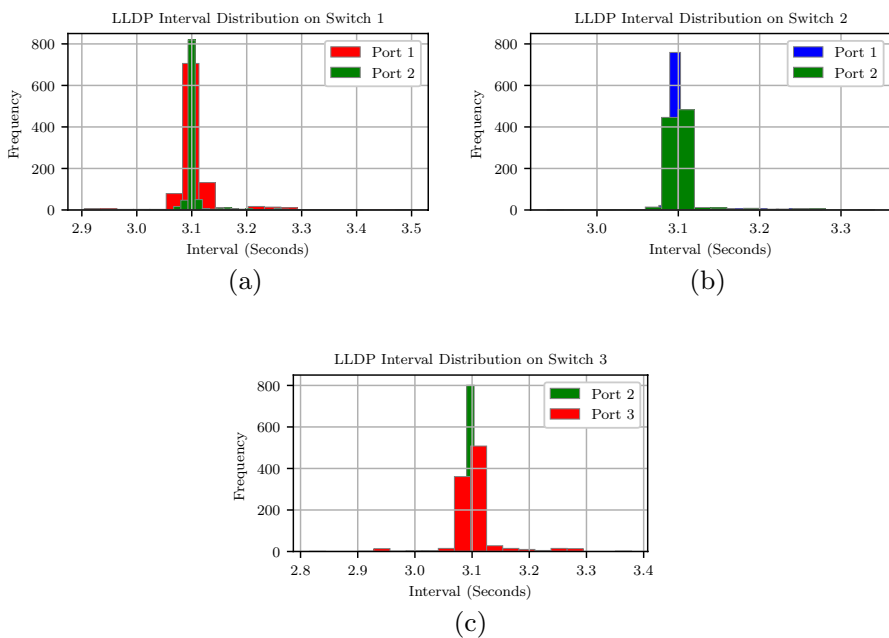 LLDP Interval Distribution on Switch 1
800
600
400
200
0
Frequency
Port 1
Port 2
2.9 3.0 3.1 3.2 3.3 3.4 3.5
Interval (Seconds)
(a)
LLDP Interval Distribution on Switch 2
800
600
400
200
0
Frequency
Port 1
Port 2
3.0 3.1 3.2 3.3
Interval (Seconds)
(b)
LLDP Interval Distribution on Switch 3
800
600
400
200
0
Frequency
Port 2
Port 3
2.8 2.9 3.0 3.1 3.2 3.3 3.4
Interval (Seconds)
(c)